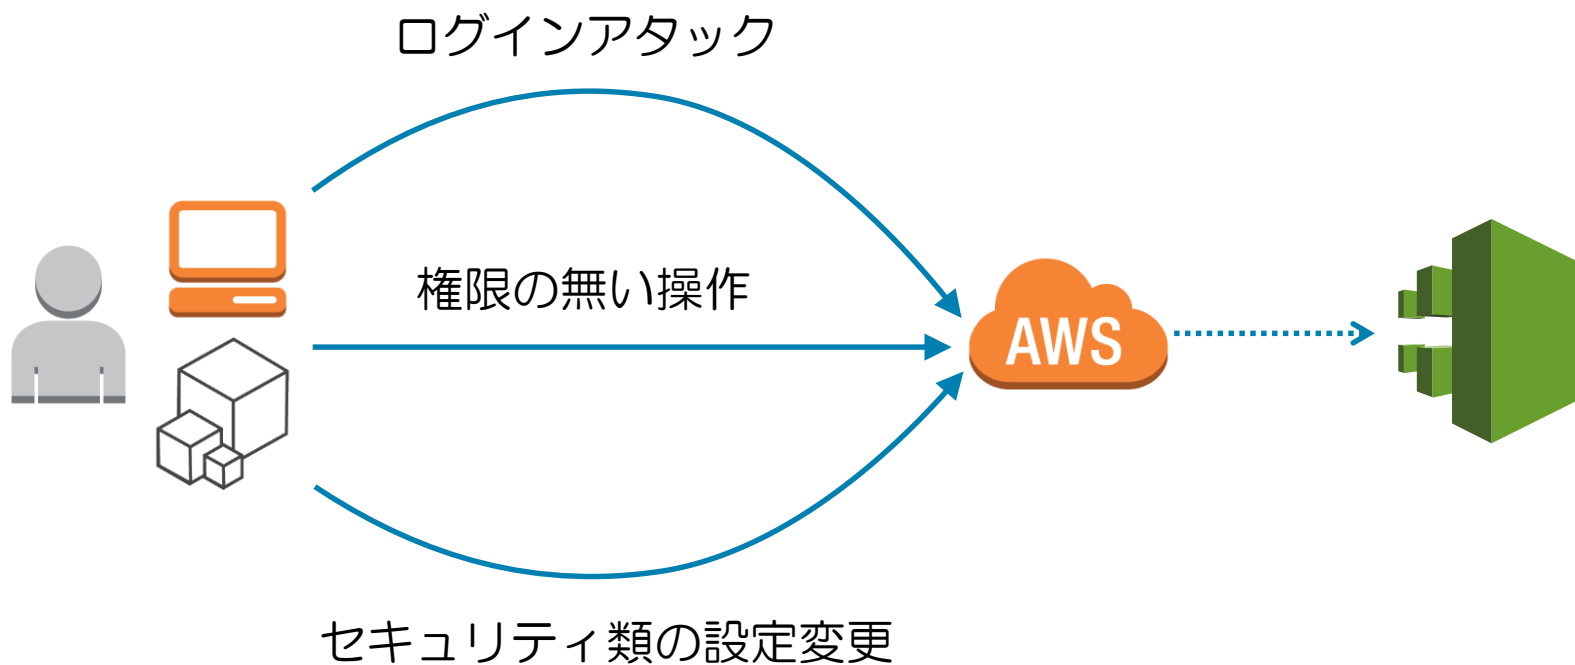 ログインアタック
権限の無い操作
AWS
セキュリティ類の設定変更